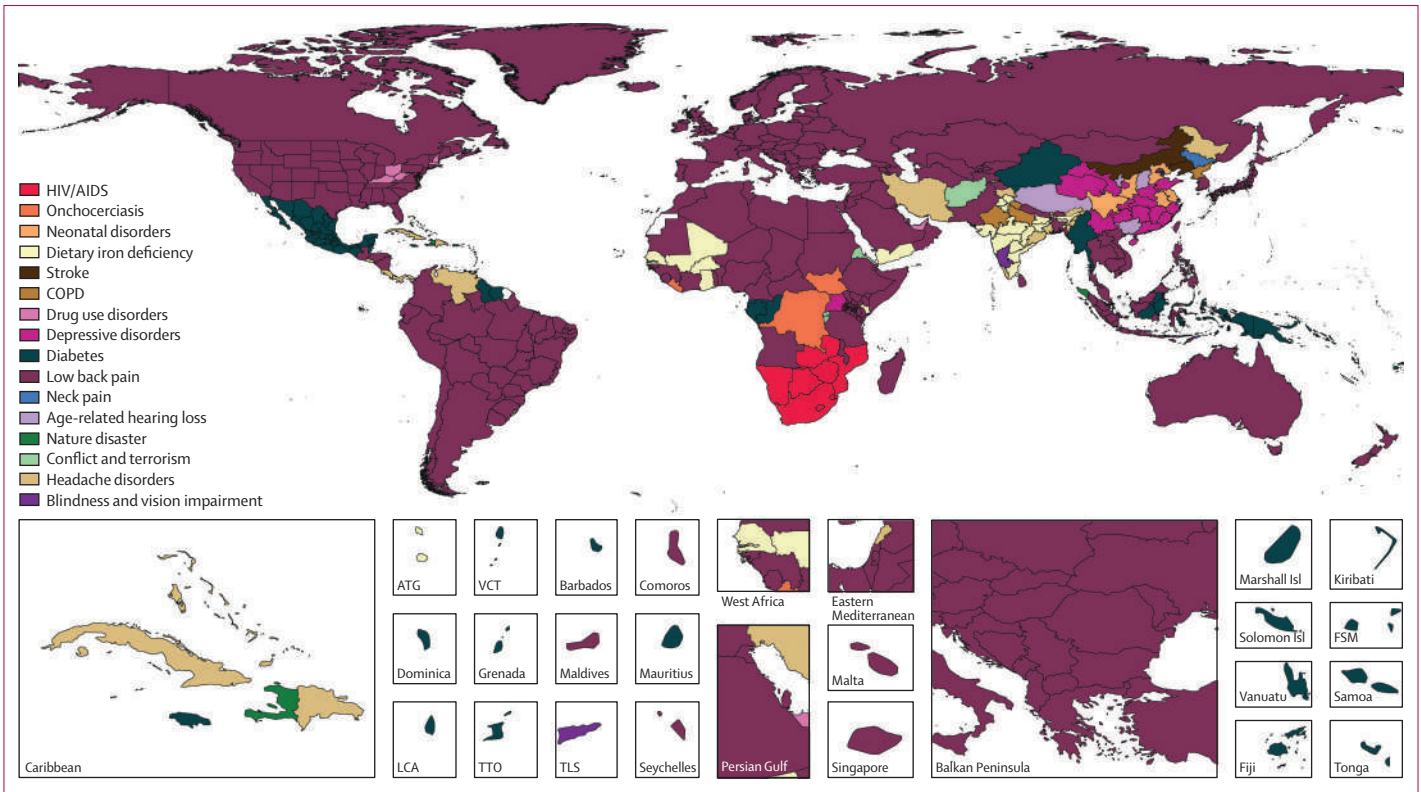 HIV/AIDS
Onchocerciasis
Neonatal disorders
Dietary iron deficiency
Stroke
COPD
Drug use disorders
Depressive disorders
Diabetes
Low back pain
Neck pain
Age-related hearing loss
Nature disaster
Conflict and terrorism
Headache disorders
Blindness and vision impairment
Caribbean
ATG
VCT
Barbados
Comoros
West Africa
Eastern
Mediterranean
Dominica
Grenada
Maldives
Mauritius
Malta
LCA
TTO
TLS
Seychelles
Persian Gulf
Singapore
Balkan Peninsula
Marshall Isl
Kiribati
Solomon Isl
FSM
Vanuatu
Samoa
Fiji
Tonga